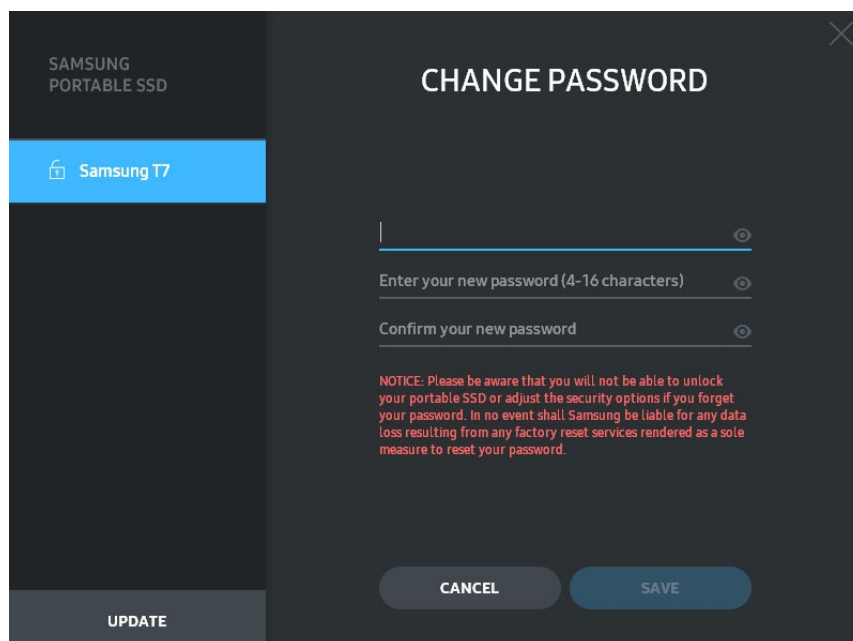 SAMSUNG
PORTABLE SSD
Samsung T7
UPDATE
CHANGE PASSWORD
Enter your new password (4-16 characters)
Confirm your new password
NOTICE: Please be aware that you will not be able to unlock
your portable SSD or adjust the security options if you forget
your password. In no event shall Samsung be liable for any data
loss resulting from any factory reset services rendered as a sole
measure to reset your password.
CANCEL
SAVE